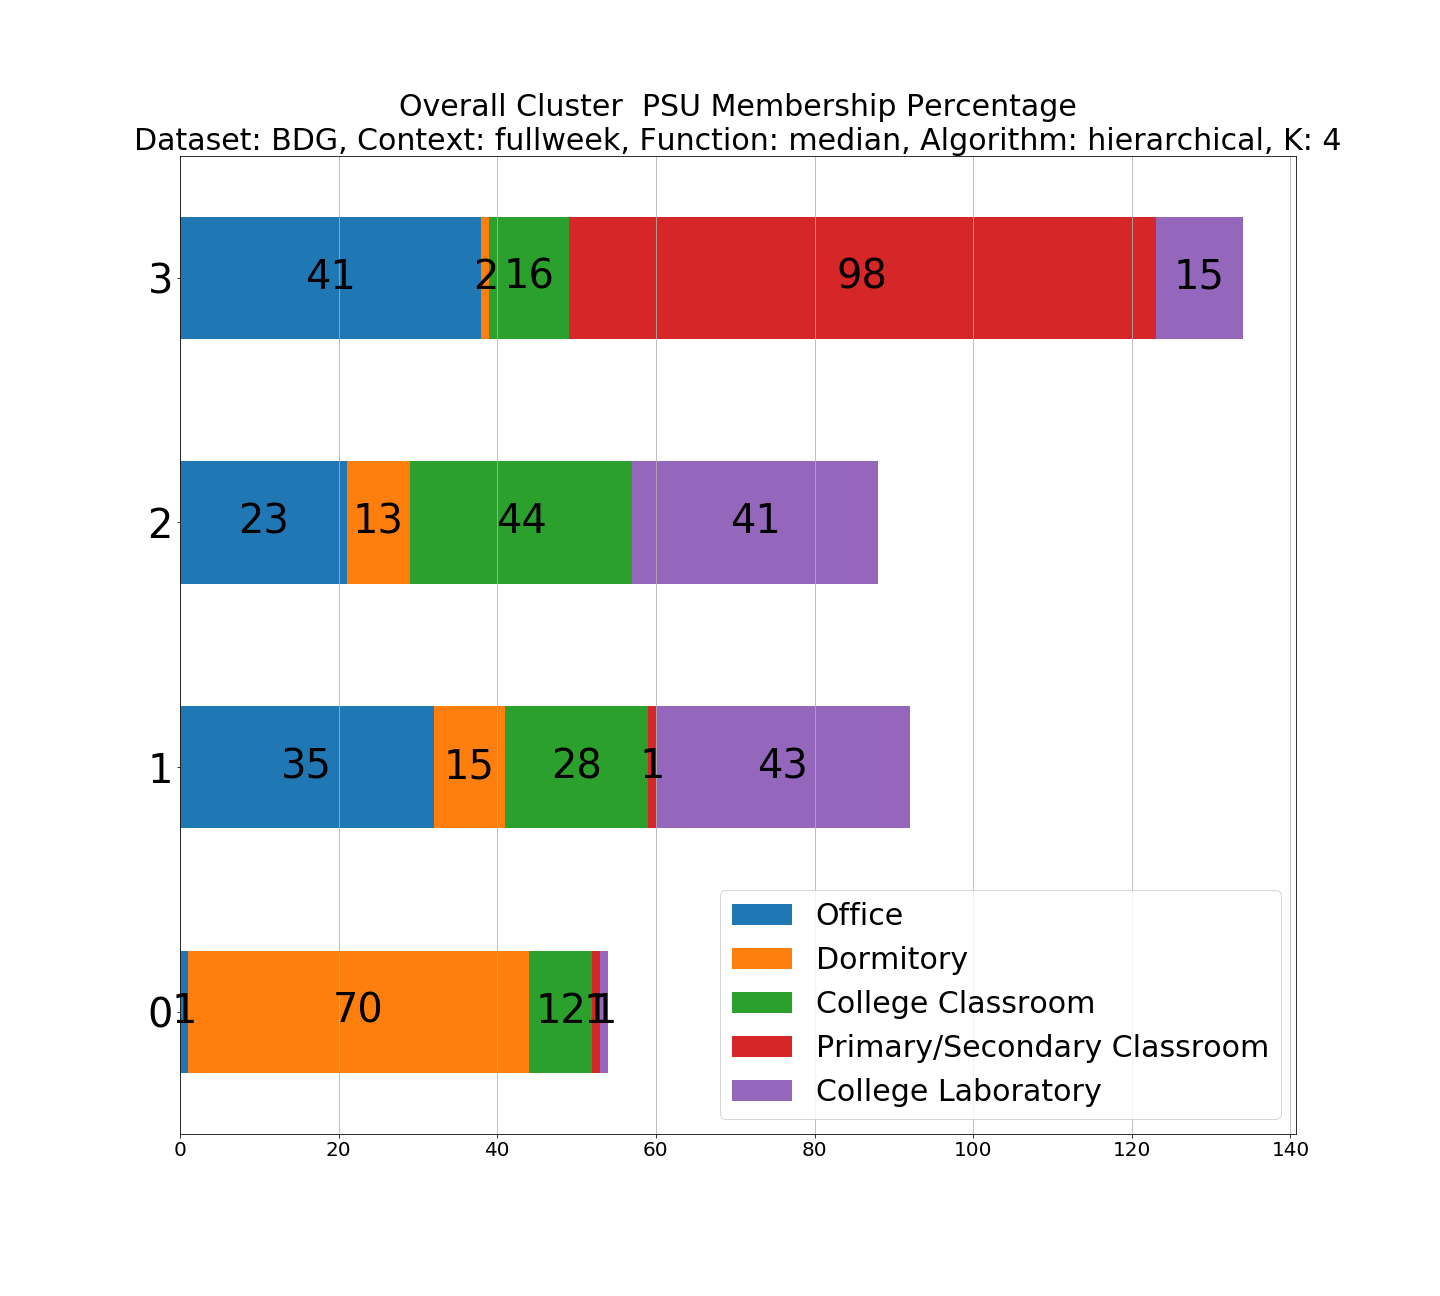 Overall Cluster  PSU Membership Percentage
Dataset: BDG, Context: fullweek, Function: median, Algorithm: hierarchical, K: 4
3 41 2 16 98 15
2 23 13 44 41
1 35 15 28 1 43
0 1 70 12 1 1
Office
Dormitory
College Classroom
Primary/Secondary Classroom
College Laboratory
0 20 40 60 80 100 120 140